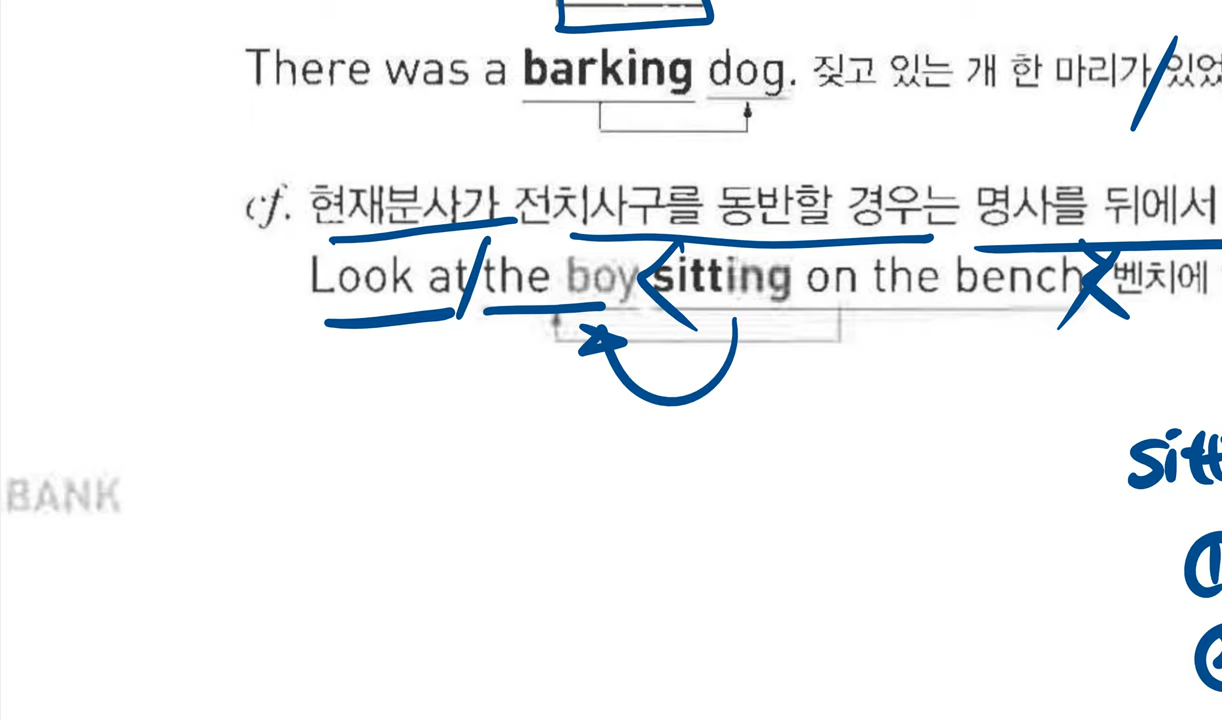 There was a barking dog. 짖고 있는 개 한 마리가 있었
cf. 현재분사가 전치사구를 동반할 경우는 명사를 뒤에서
Look at the boy sitting on the bench 벤치에
BANK